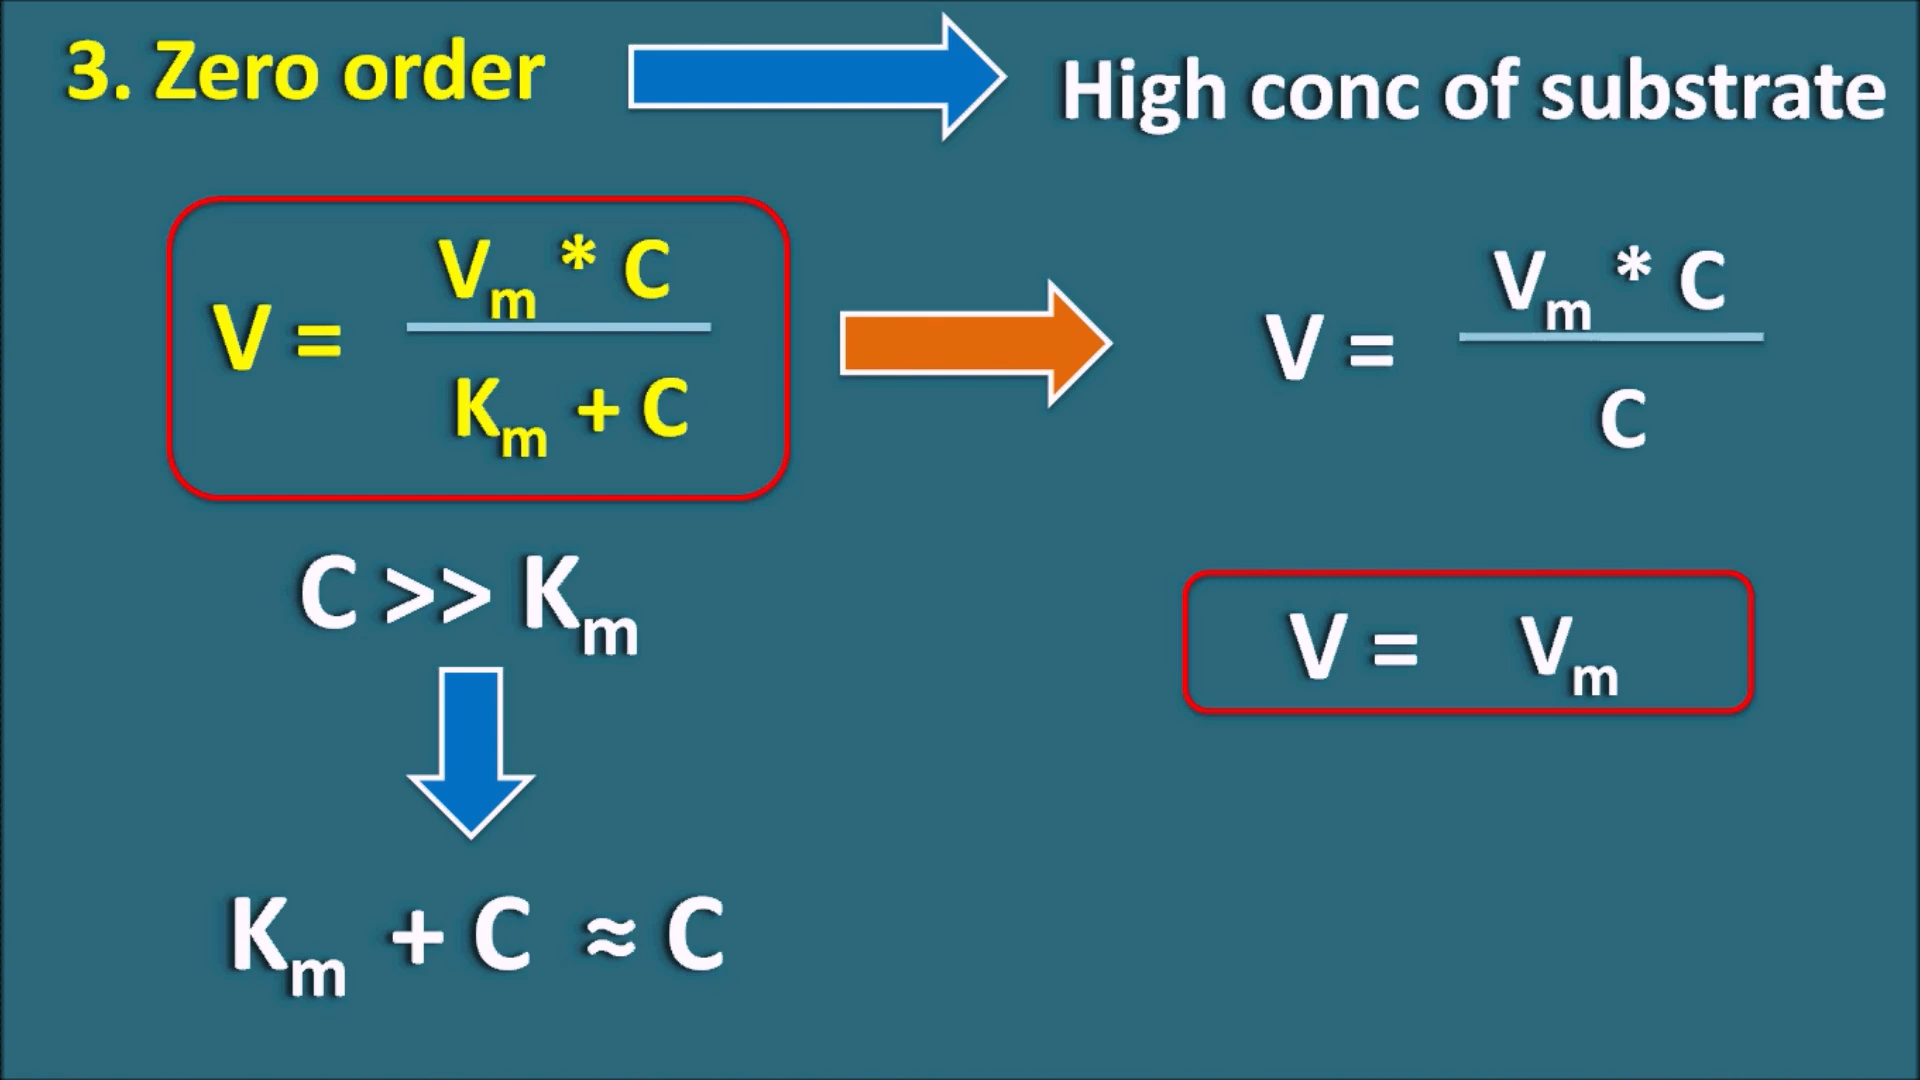 3. Zero order
High conc of substrate
V = Vₘ * C / Kₘ + C
V = Vₘ * C / C
C >> Kₘ
V = Vₘ
Kₘ + C ≈ C